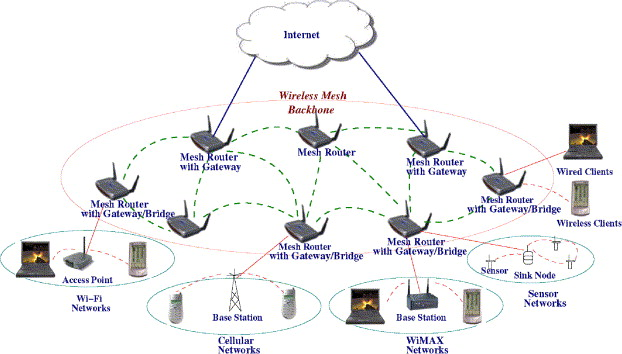 Internet
Wireless Mesh
Backbone
Mesh Router
with Gateway
Mesh Router
Mesh Router
with Gateway
Wired Clients
Mesh Router
with Gateway/Bridge
Mesh Router
with Gateway/Bridge
Wireless Clients
Mesh Router
with Gateway/Bridge
Mesh Router
with Gateway/Bridge
Access Point
Wi-Fi
Networks
Base Station
Cellular
Networks
Base Station
WiMAX
Networks
Sensor
Sink Node
Sensor
Networks